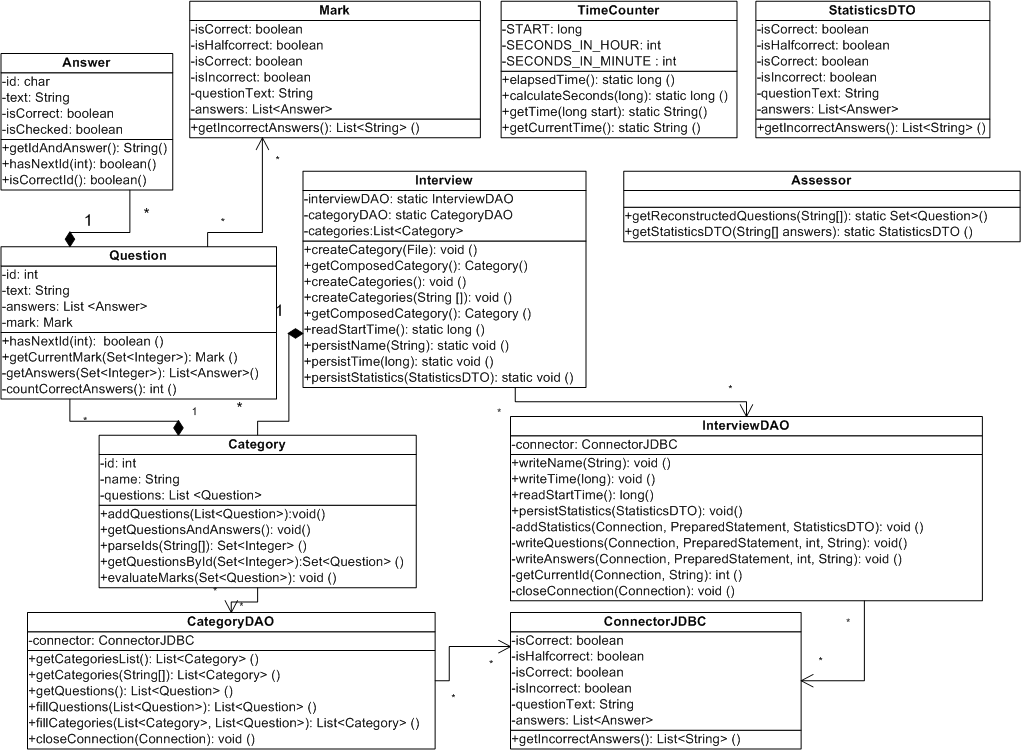 Mark
-isCorrect: boolean
-isHalfcorrect: boolean
-isCorrect: boolean
-isIncorrect: boolean
-questionText: String
-answers: List<Answer>
+getIncorrectAnswers(): List<String> ()
TimeCounter
-START: long
-SECONDS_IN_HOUR: int
-SECONDS_IN_MINUTE : int
+elapsedTime(): static long ()
+calculateSeconds(long): static long ()
+getTime(long start): static String()
+getCurrentTime(): static String ()
StatisticsDTO
-isCorrect: boolean
-isHalfcorrect: boolean
-isCorrect: boolean
-isIncorrect: boolean
-questionText: String
-answers: List<Answer>
+getIncorrectAnswers(): List<String> ()
Answer
-id: char
-text: String
-isCorrect: boolean
-isChecked: boolean
+getIdAndAnswer(): String()
+hasNextId(int): boolean()
+isCorrectId(): boolean()
*
1
*
*
Interview
-interviewDAO: static InterviewDAO
-categoryDAO: static CategoryDAO
-categories:List<Category>
+createCategory(File): void ()
+getComposedCategory(): Category()
+createCategories(): void ()
+createCategories(String []): void ()
+getComposedCategory(): Category ()
+readStartTime(): static long ()
+persistName(String): static void ()
+persistTime(long): static void ()
+persistStatistics(StatisticsDTO): static void ()
Assessor
+getReconstructedQuestions(String[]): static Set<Question>()
+getStatisticsDTO(String[] answers): static StatisticsDTO ()
Question
-id: int
-text: String
-answers: List <Answer>
-mark: Mark
+hasNextId(int):  boolean ()
+getCurrentMark(Set<Integer>): Mark ()
-getAnswers(Set<Integer>): List<Answer>()
-countCorrectAnswers(): int ()
1
*
1
*
*
*
Category
-id: int
-name: String
-questions: List <Question>
+addQuestions(List<Question>):void()
+getQuestionsAndAnswers(): void()
+parseIds(String[]): Set<Integer> ()
+getQuestionsById(Set<Integer>):Set<Question> ()
+evaluateMarks(Set<Question>): void ()
InterviewDAO
-connector: ConnectorJDBC
+writeName(String): void ()
+writeTime(long): void ()
+readStartTime(): long()
+persistStatistics(StatisticsDTO): void()
-addStatistics(Connection, PreparedStatement, StatisticsDTO): void ()
-writeQuestions(Connection, PreparedStatement, int, String): void()
-writeAnswers(Connection, PreparedStatement, int, String): void ()
-getCurrentId(Connection, String): int ()
-closeConnection(Connection): void ()
*
*
CategoryDAO
-connector: ConnectorJDBC
+getCategoriesList(): List<Category> ()
+getCategories(String[]): List<Category> ()
+getQuestions(): List<Question> ()
+fillQuestions(List<Question>): List<Question> ()
+fillCategories(List<Category>, List<Question>): List<Category> ()
+closeConnection(Connection): void ()
*
*
ConnectorJDBC
-isCorrect: boolean
-isHalfcorrect: boolean
-isCorrect: boolean
-isIncorrect: boolean
-questionText: String
-answers: List<Answer>
+getIncorrectAnswers(): List<String> ()
*
*